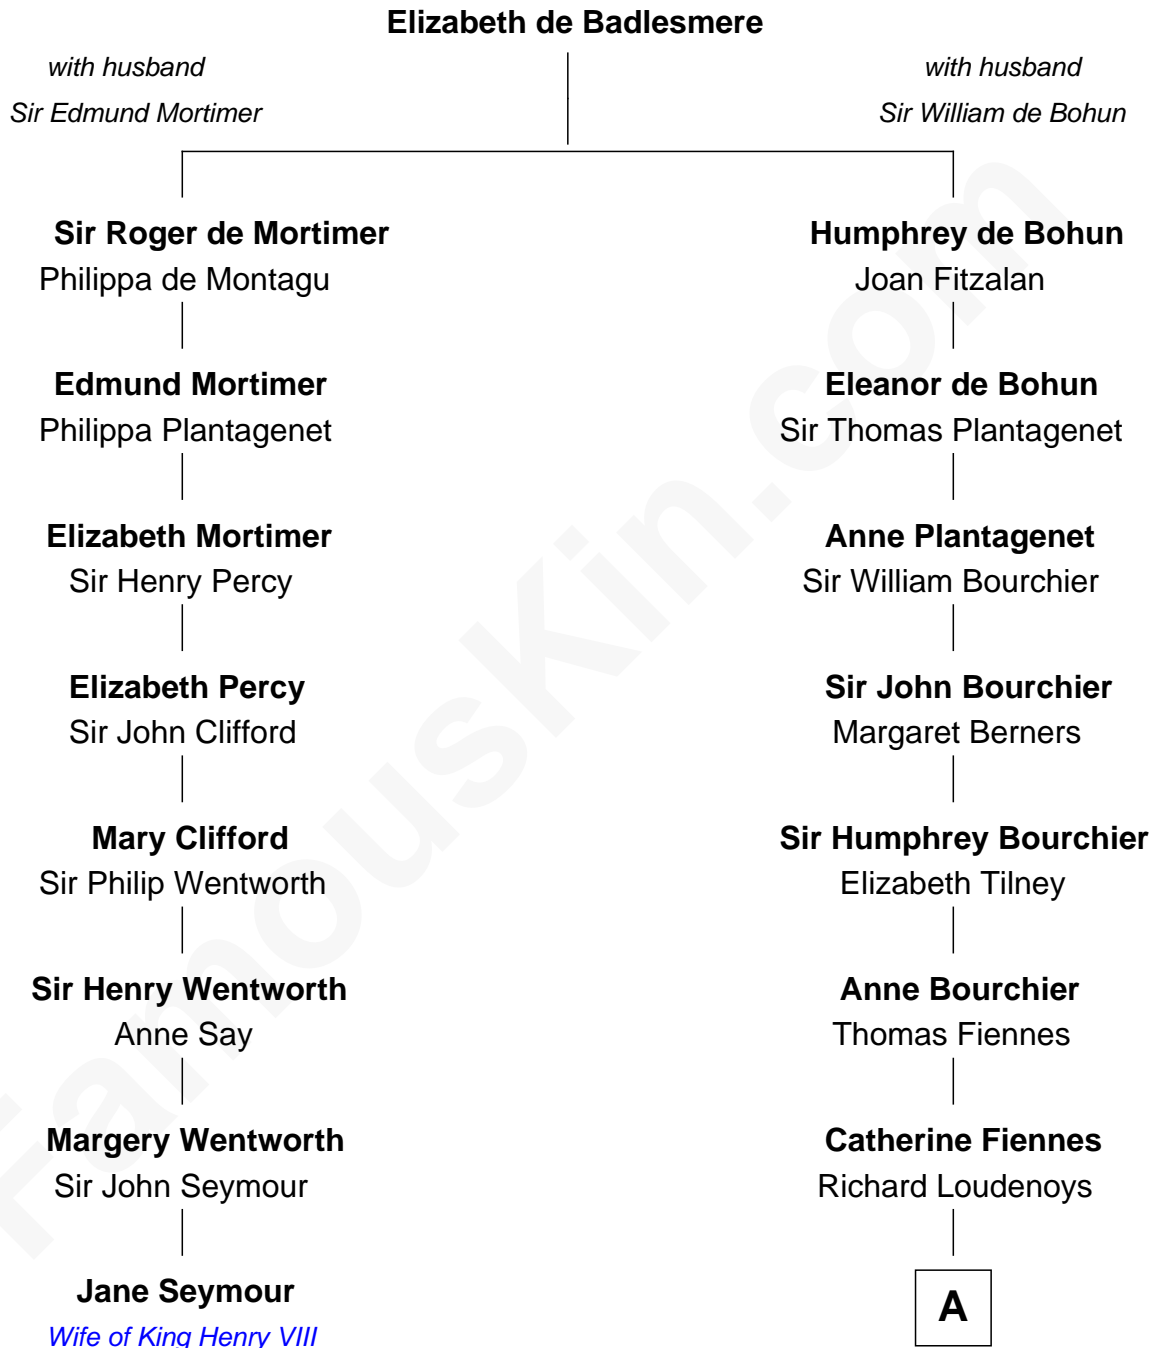 Elizabeth de Badlesmere
with husband
Sir Edmund Mortimer
with husband
Sir William de Bohun
Sir Roger de Mortimer
Philippa de Montagu
Humphrey de Bohun
Joan Fitzalan
Edmund Mortimer
Philippa Plantagenet
Eleanor de Bohun
Sir Thomas Plantagenet
Elizabeth Mortimer
Sir Henry Percy
Anne Plantagenet
Sir William Bourchier
Elizabeth Percy
Sir John Clifford
Sir John Bourchier
Margaret Berners
Mary Clifford
Sir Philip Wentworth
Sir Humphrey Bourchier
Elizabeth Tilney
Sir Henry Wentworth
Anne Say
Anne Bourchier
Thomas Fiennes
Margery Wentworth
Sir John Seymour
Catherine Fiennes
Richard Loudenoys
Jane Seymour
Wife of King Henry VIII
A
FamousKin.com